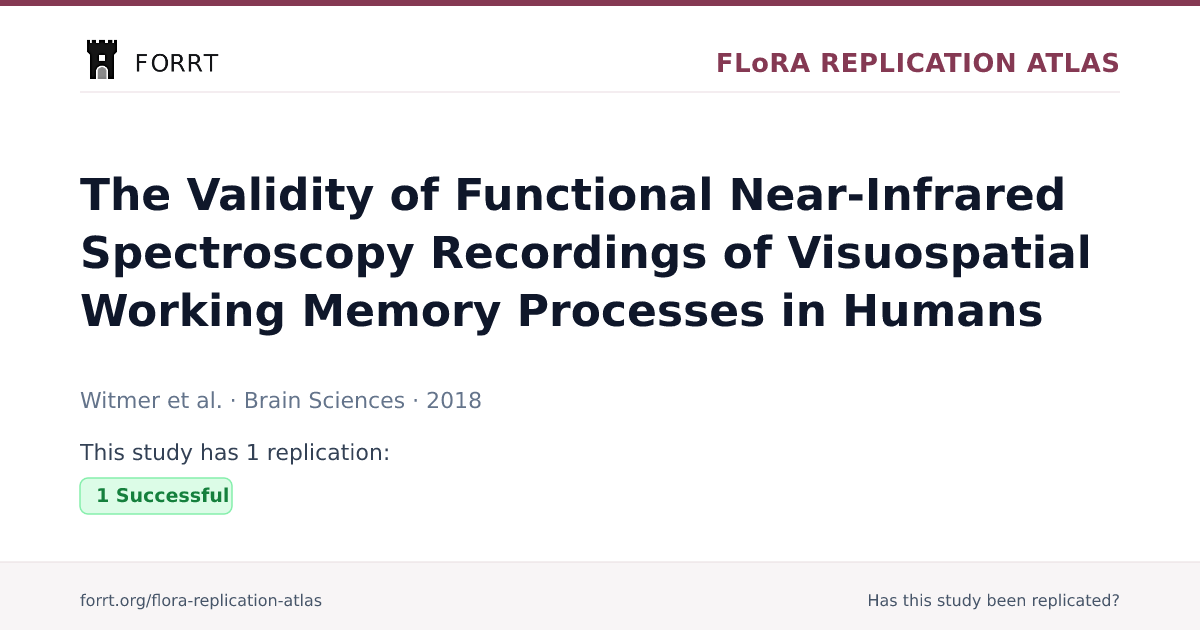 FORRT
FLoRA REPLICATION ATLAS
The Validity of Functional Near-Infrared
Spectroscopy Recordings of Visuospatial
Working Memory Processes in Humans
Witmer et al. · Brain Sciences · 2018
This study has 1 replication:
1 Successful
forrt.org/flora-replication-atlas
Has this study been replicated?